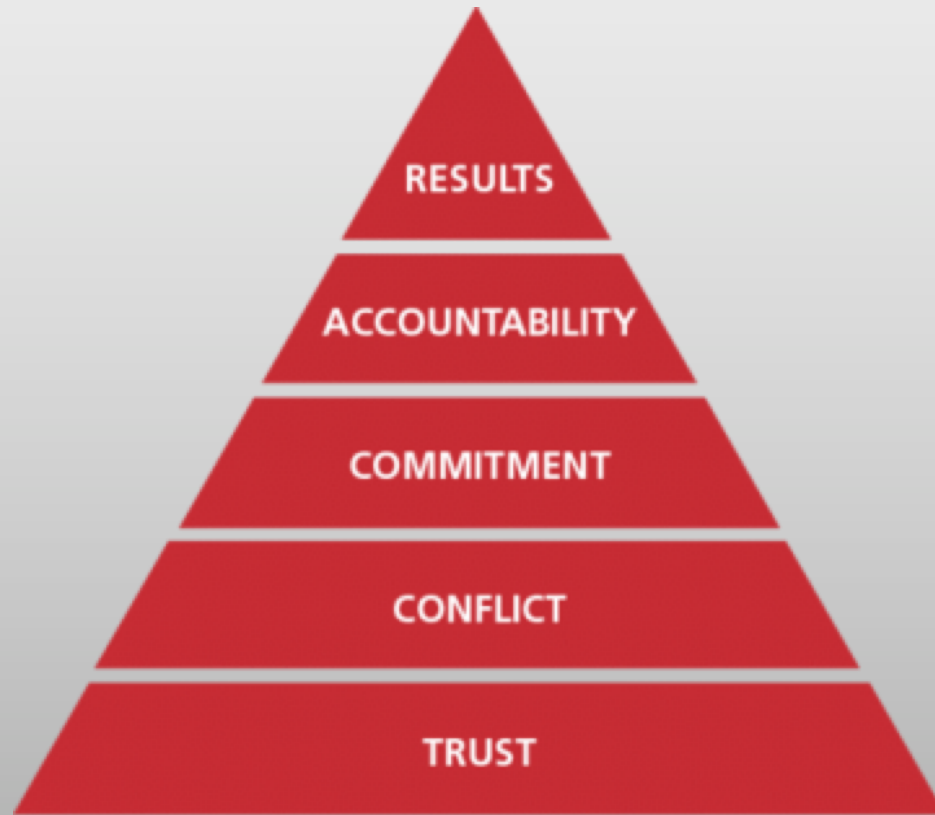 RESULTS
ACCOUNTABILITY
COMMITMENT
CONFLICT
TRUST